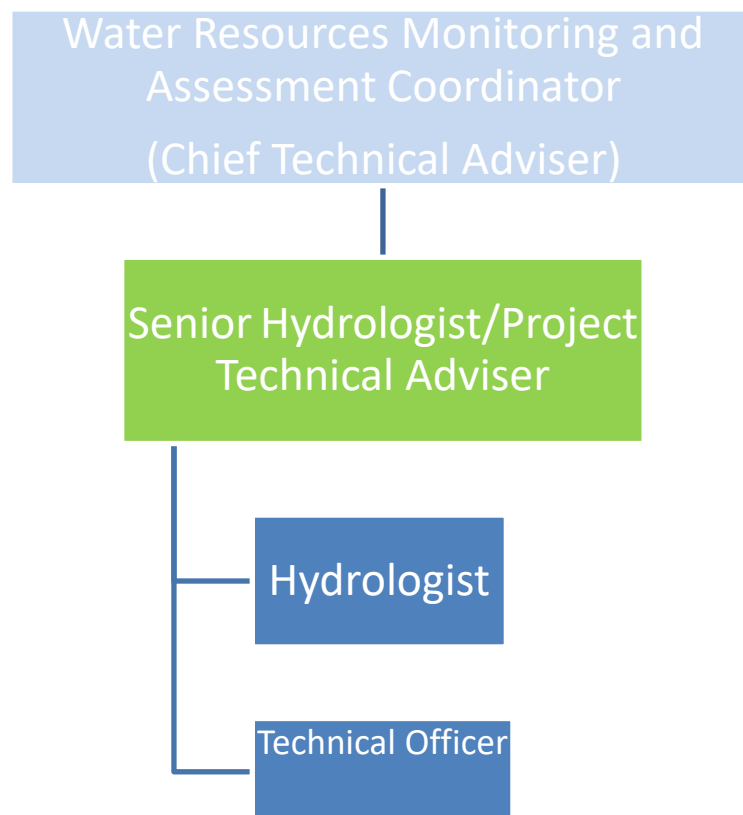 Water Resources Monitoring and
Assessment Coordinator
(Chief Technical Adviser)
Senior Hydrologist/Project
Technical Adviser
Hydrologist
Technical Officer